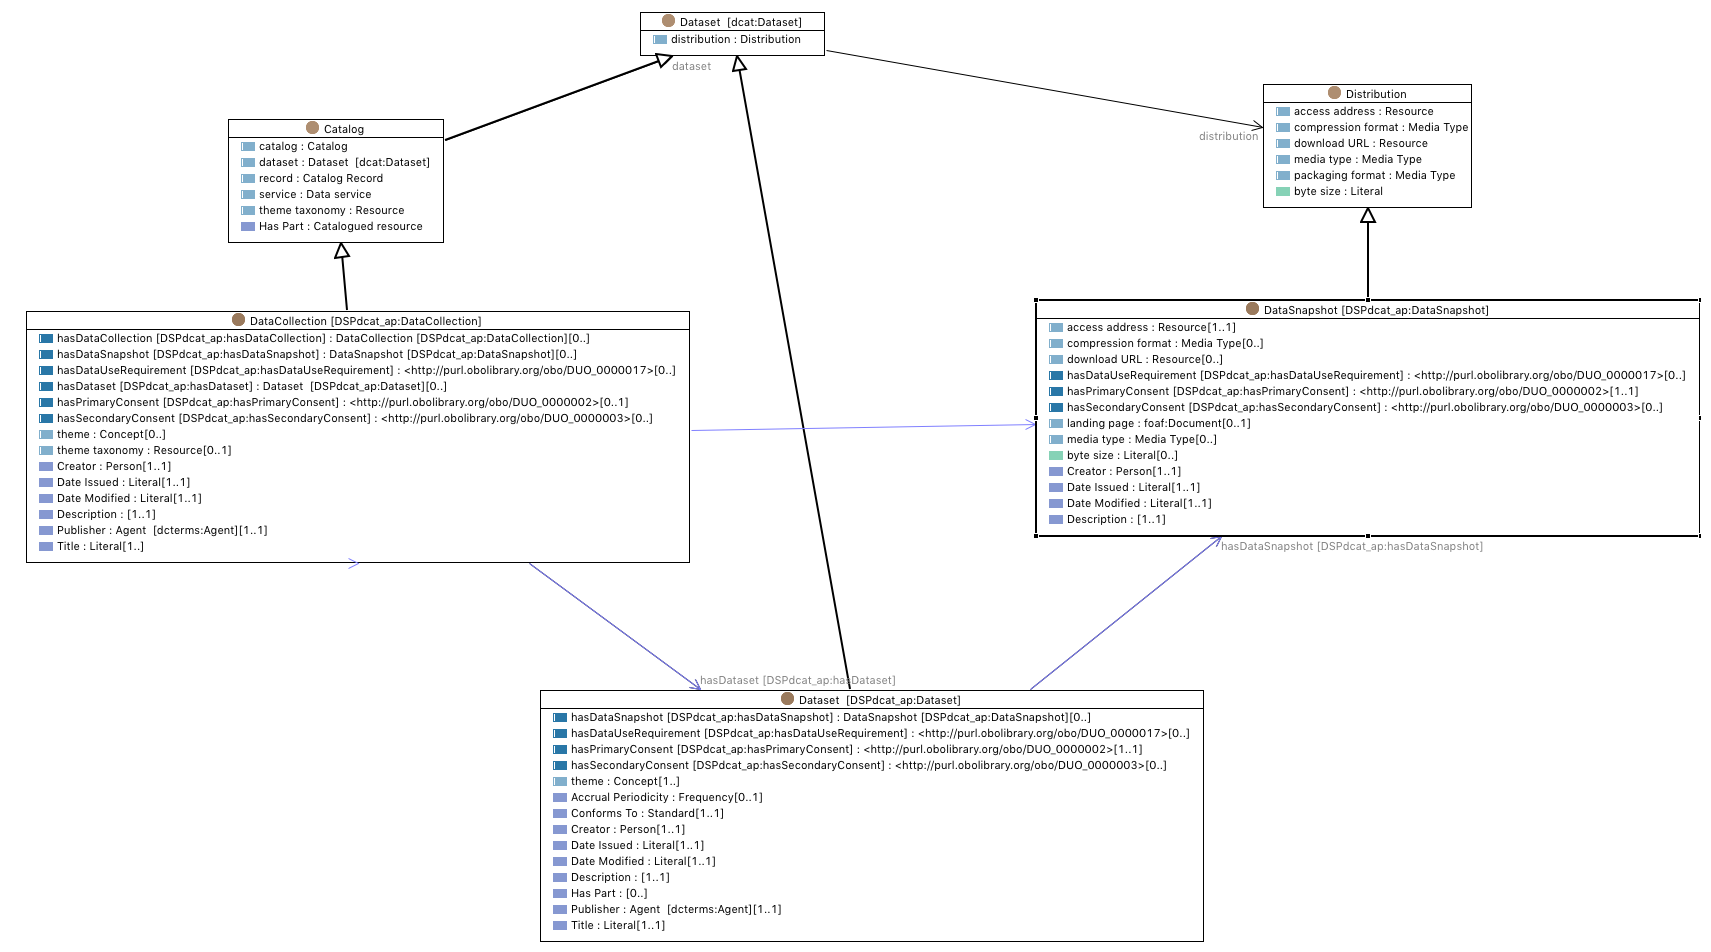 Dataset  [dcat:Dataset]
distribution : Distribution
dataset
distribution
Distribution
access address : Resource
compression format : Media Type
download URL : Resource
media type : Media Type
packaging format : Media Type
byte size : Literal
Catalog
catalog : Catalog
dataset : Dataset  [dcat:Dataset]
record : Catalog Record
service : Data service
theme taxonomy : Resource
Has Part : Catalogued resource
DataCollection [DSPdcat_ap:DataCollection]
hasDataCollection [DSPdcat_ap:hasDataCollection] : DataCollection [DSPdcat_ap:DataCollection][0..]
hasDataSnapshot [DSPdcat_ap:hasDataSnapshot] : DataSnapshot [DSPdcat_ap:DataSnapshot][0..]
hasDataUseRequirement [DSPdcat_ap:hasDataUseRequirement] : <http://purl.obolibrary.org/obo/DUO_0000017>[0..]
hasDataset [DSPdcat_ap:hasDataset] : Dataset  [DSPdcat_ap:Dataset][0..]
hasPrimaryConsent [DSPdcat_ap:hasPrimaryConsent] : <http://purl.obolibrary.org/obo/DUO_0000002>[0..1]
hasSecondaryConsent [DSPdcat_ap:hasSecondaryConsent] : <http://purl.obolibrary.org/obo/DUO_0000003>[0..]
theme : Concept[0..]
theme taxonomy : Resource[0..1]
Creator : Person[1..1]
Date Issued : Literal[1..1]
Date Modified : Literal[1..1]
Description : [1..1]
Publisher : Agent  [dcterms:Agent][1..1]
Title : Literal[1..]
DataSnapshot [DSPdcat_ap:DataSnapshot]
access address : Resource[1..1]
compression format : Media Type[0..]
download URL : Resource[0..]
hasDataUseRequirement [DSPdcat_ap:hasDataUseRequirement] : <http://purl.obolibrary.org/obo/DUO_0000017>[0..]
hasPrimaryConsent [DSPdcat_ap:hasPrimaryConsent] : <http://purl.obolibrary.org/obo/DUO_0000002>[1..1]
hasSecondaryConsent [DSPdcat_ap:hasSecondaryConsent] : <http://purl.obolibrary.org/obo/DUO_0000003>[0..]
landing page : foaf:Document[0..1]
media type : Media Type[0..]
byte size : Literal[0..]
Creator : Person[1..1]
Date Issued : Literal[1..1]
Date Modified : Literal[1..1]
Description : [1..1]
hasDataSnapshot [DSPdcat_ap:hasDataSnapshot]
hasDataset [DSPdcat_ap:hasDataset]
Dataset  [DSPdcat_ap:Dataset]
hasDataSnapshot [DSPdcat_ap:hasDataSnapshot] : DataSnapshot [DSPdcat_ap:DataSnapshot][0..]
hasDataUseRequirement [DSPdcat_ap:hasDataUseRequirement] : <http://purl.obolibrary.org/obo/DUO_0000017>[0..]
hasPrimaryConsent [DSPdcat_ap:hasPrimaryConsent] : <http://purl.obolibrary.org/obo/DUO_0000002>[1..1]
hasSecondaryConsent [DSPdcat_ap:hasSecondaryConsent] : <http://purl.obolibrary.org/obo/DUO_0000003>[0..]
theme : Concept[1..]
Accrual Periodicity : Frequency[0..1]
Conforms To : Standard[1..1]
Creator : Person[1..1]
Date Issued : Literal[1..1]
Date Modified : Literal[1..1]
Description : [1..1]
Has Part : [0..]
Publisher : Agent  [dcterms:Agent][1..1]
Title : Literal[1..1]